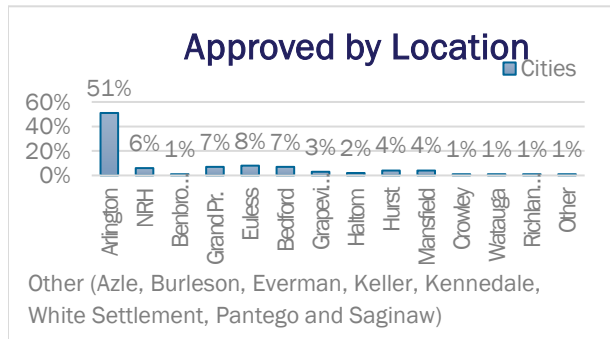 Approved by Location
Cities
60%
40%
20%
0%
51%
6%
1%
7%
8%
7%
3%
2%
4%
4%
1%
1%
1%
1%
Arlington
NRH
Benbro...
Grand Pr.
Euless
Bedford
Grapevi...
Haltom
Hurst
Mansfield
Crowley
Watauga
Richlan...
Other
Other (Azle, Burleson, Everman, Keller, Kennedale,
White Settlement, Pantego and Saginaw)